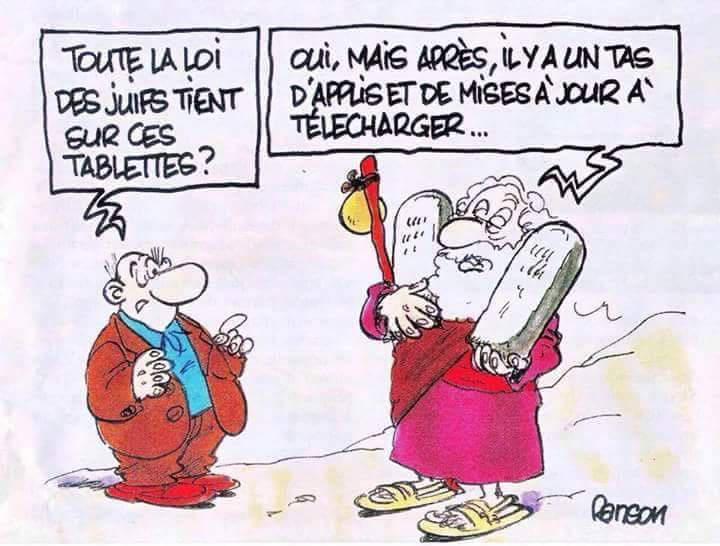 TOUTE LA LOI
DES JUIFS TIENT
SUR CES
TABLETTES?
OUI, MAIS APRÈS, IL Y A UN TAS
D'APPLIS ET DE MISES À JOUR À
TÉLECHARGER...
Ranson